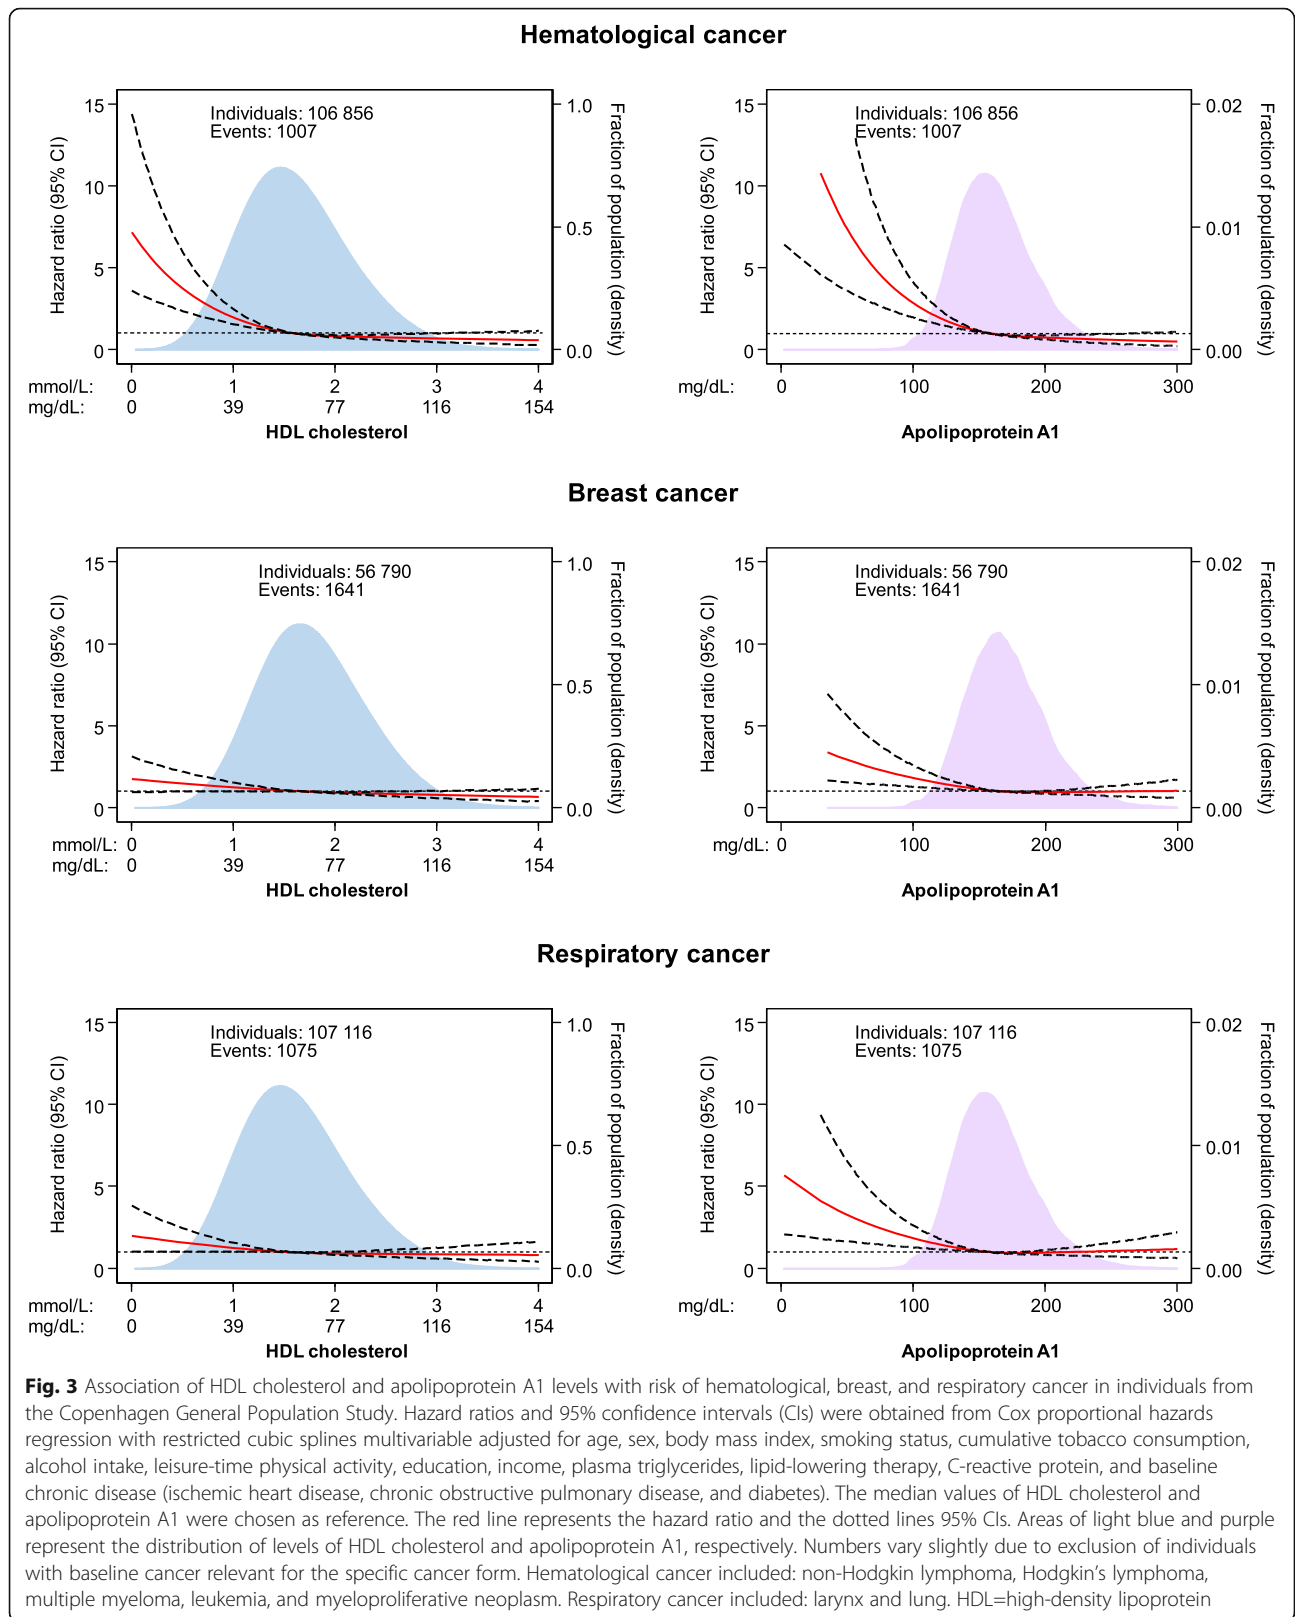 Hematological cancer
Individuals: 106 856
Events: 1007
Hazard ratio (95% CI)
15
10
5
0
Fraction of population (density)
1.0
0.5
0.0
mmol/L: 0 1 2 3 4
mg/dL: 0 39 77 116 154
HDL cholesterol
Individuals: 106 856
Events: 1007
Hazard ratio (95% CI)
15
10
5
0
Fraction of population (density)
0.02
0.01
0.00
mg/dL: 0 100 200 300
Apolipoprotein A1
Breast cancer
Individuals: 56 790
Events: 1641
Hazard ratio (95% CI)
15
10
5
0
Fraction of population (density)
1.0
0.5
0.0
mmol/L: 0 1 2 3 4
mg/dL: 0 39 77 116 154
HDL cholesterol
Individuals: 56 790
Events: 1641
Hazard ratio (95% CI)
15
10
5
0
Fraction of population (density)
0.02
0.01
0.00
mg/dL: 0 100 200 300
Apolipoprotein A1
Respiratory cancer
Individuals: 107 116
Events: 1075
Hazard ratio (95% CI)
15
10
5
0
Fraction of population (density)
1.0
0.5
0.0
mmol/L: 0 1 2 3 4
mg/dL: 0 39 77 116 154
HDL cholesterol
Individuals: 107 116
Events: 1075
Hazard ratio (95% CI)
15
10
5
0
Fraction of population (density)
0.02
0.01
0.00
mg/dL: 0 100 200 300
Apolipoprotein A1
Fig. 3 Association of HDL cholesterol and apolipoprotein A1 levels with risk of hematological, breast, and respiratory cancer in individuals from
the Copenhagen General Population Study. Hazard ratios and 95% confidence intervals (CIs) were obtained from Cox proportional hazards
regression with restricted cubic splines multivariable adjusted for age, sex, body mass index, smoking status, cumulative tobacco consumption,
alcohol intake, leisure-time physical activity, education, income, plasma triglycerides, lipid-lowering therapy, C-reactive protein, and baseline
chronic disease (ischemic heart disease, chronic obstructive pulmonary disease, and diabetes). The median values of HDL cholesterol and
apolipoprotein A1 were chosen as reference. The red line represents the hazard ratio and the dotted lines 95% CIs. Areas of light blue and purple
represent the distribution of levels of HDL cholesterol and apolipoprotein A1, respectively. Numbers vary slightly due to exclusion of individuals
with baseline cancer relevant for the specific cancer form. Hematological cancer included: non-Hodgkin lymphoma, Hodgkin's lymphoma,
multiple myeloma, leukemia, and myeloproliferative neoplasm. Respiratory cancer included: larynx and lung. HDL=high-density lipoprotein